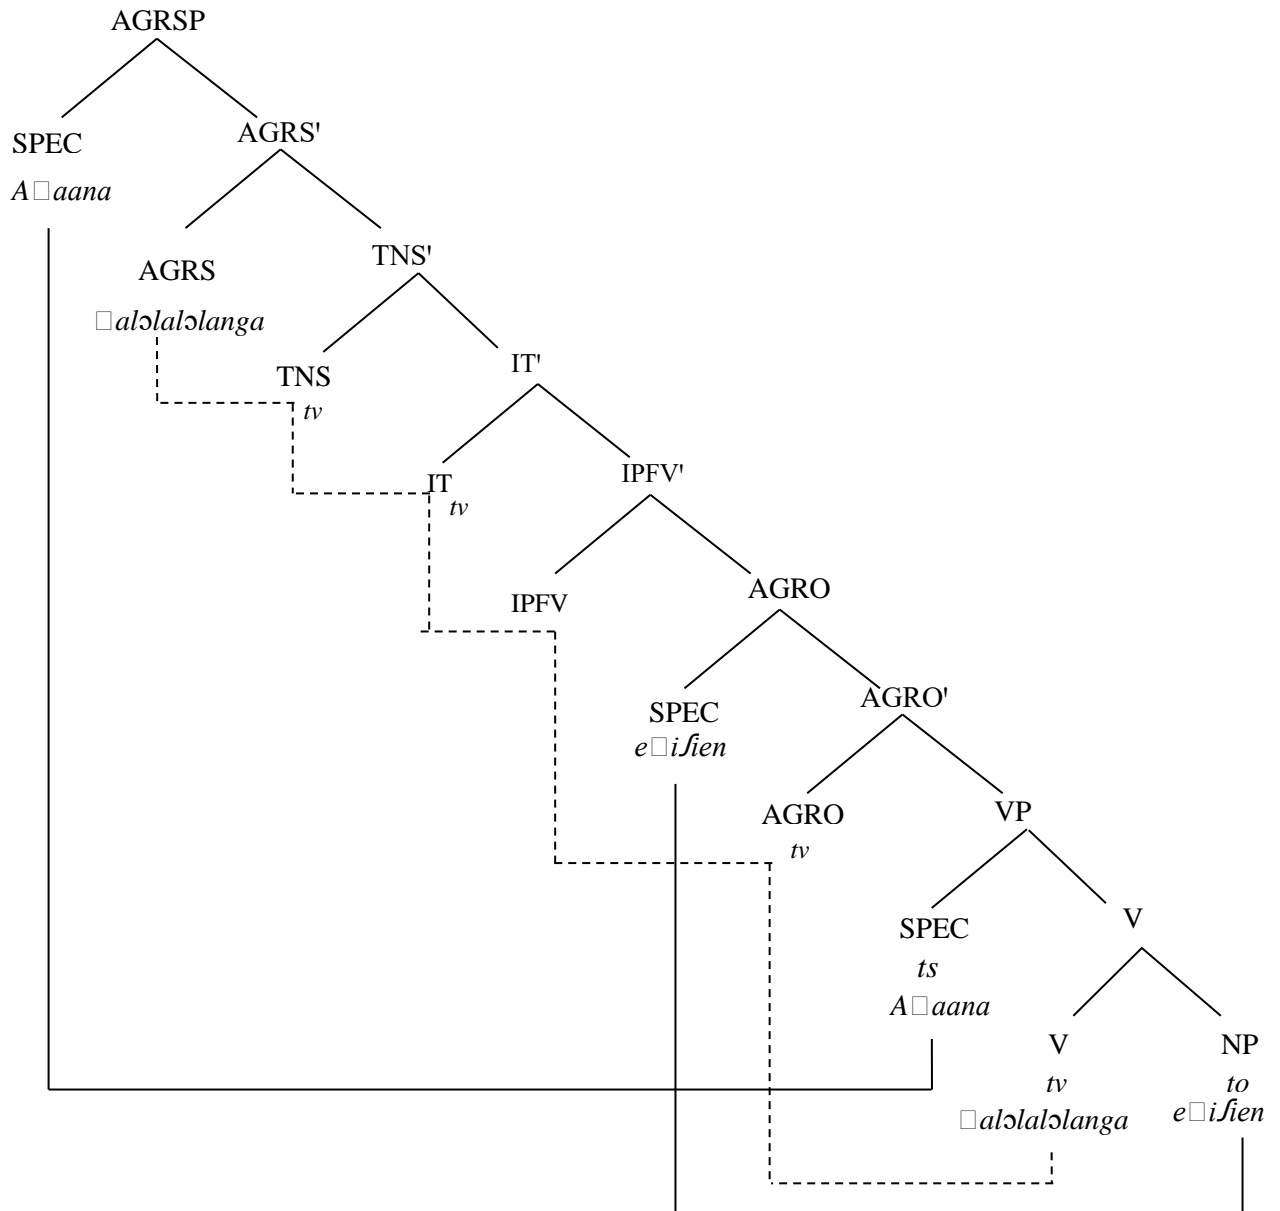 AGRSP
SPEC AGRS'
A□aana
AGRS TNS'
□alɔlalɔlanga
TNS IT'
tv
IT IPFV'
tv
IPFV AGRO
SPEC AGRO'
e□iʃien
AGRO VP
tv
SPEC V
ts
A□aana
V NP
tv to
□alɔlalɔlanga e□iʃien